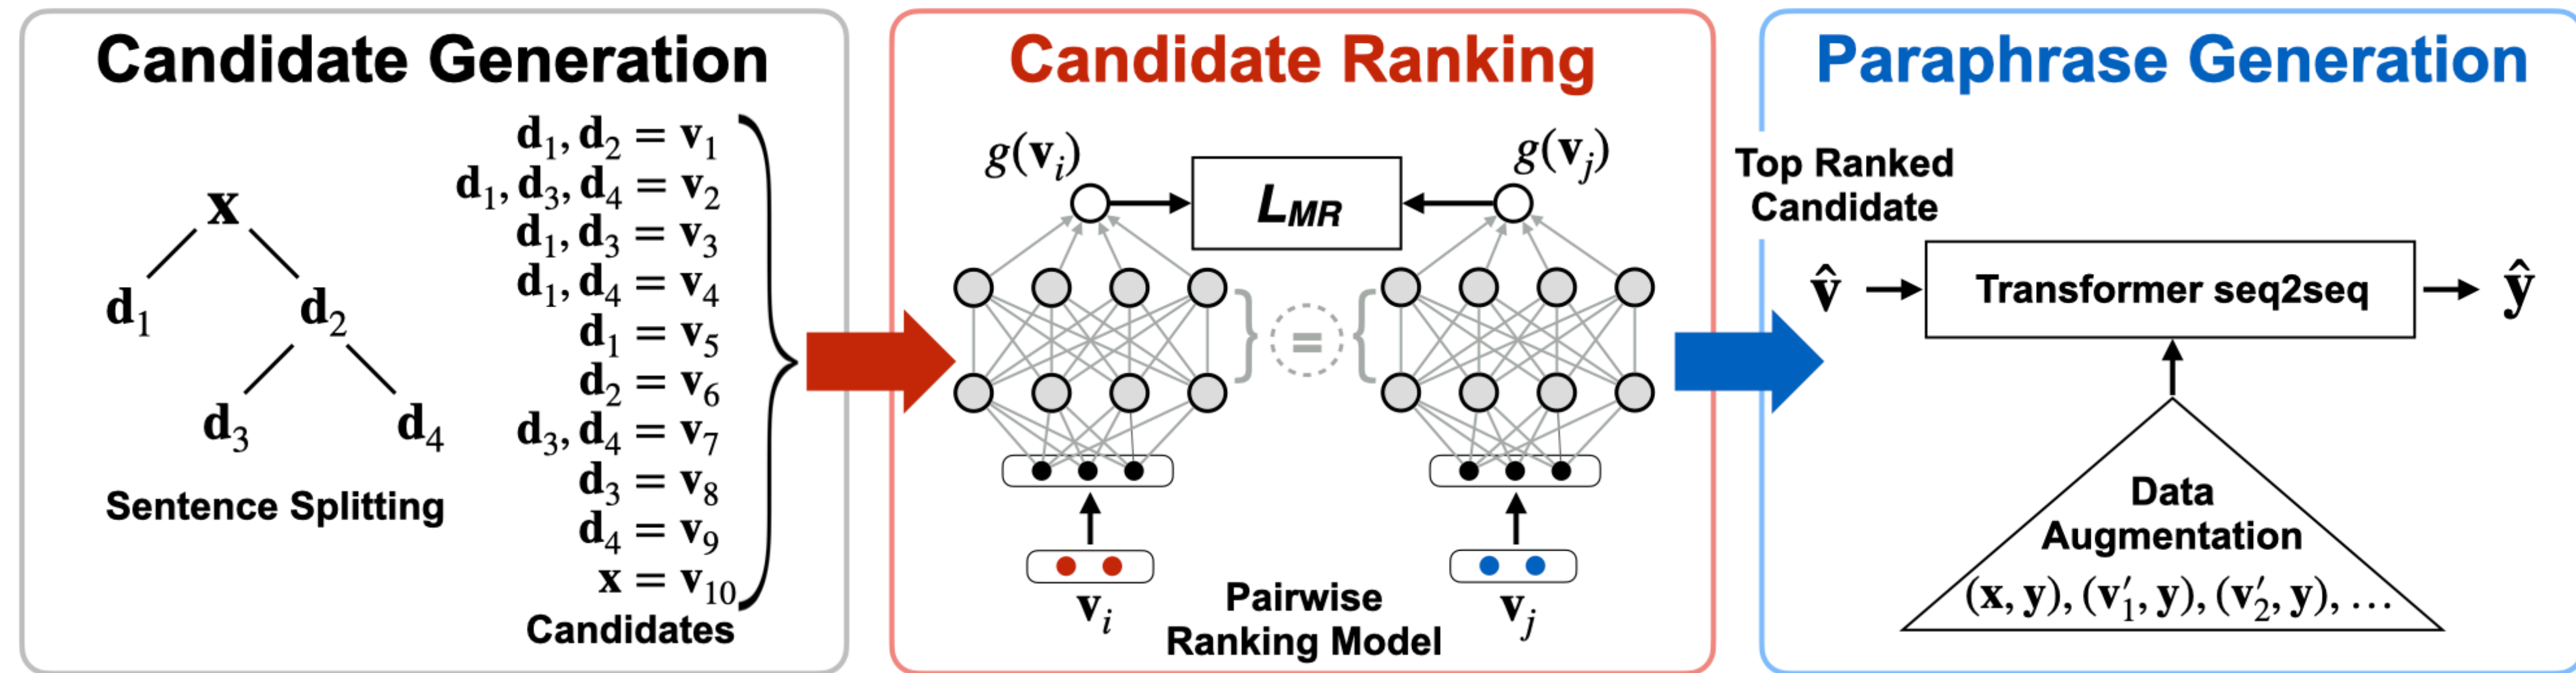 Candidate Generation
x
d₁
d₂
d₃
d₄
Sentence Splitting
d₁, d₂ = v₁
d₁, d₃, d₄ = v₂
d₁, d₃ = v₃
d₁, d₄ = v₄
d₁ = v₅
d₂ = v₆
d₃, d₄ = v₇
d₃ = v₈
d₄ = v₉
x = v₁₀
Candidates
Candidate Ranking
g(vᵢ)
L_MR
g(vⱼ)
=
vᵢ
Pairwise
Ranking Model
vⱼ
Paraphrase Generation
Top Ranked
Candidate
v̂
Transformer seq2seq
ŷ
Data
Augmentation
(x, y), (v′₁, y), (v′₂, y), …